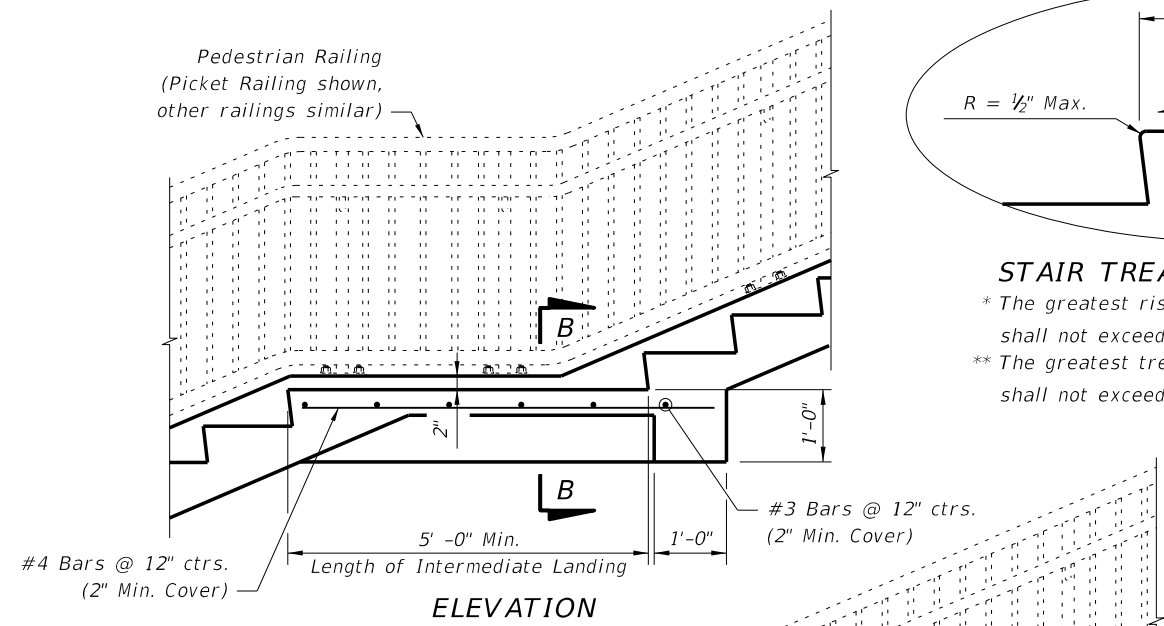 Pedestrian Railing
(Picket Railing shown,
other railings similar)
R = ½" Max.
B
2"
1'-0"
B
#3 Bars @ 12" ctrs.
(2" Min. Cover)
5' -0" Min.
1'-0"
Length of Intermediate Landing
#4 Bars @ 12" ctrs.
(2" Min. Cover)
ELEVATION
STAIR TREA
* The greatest ris
shall not exceed
** The greatest tre
shall not exceed